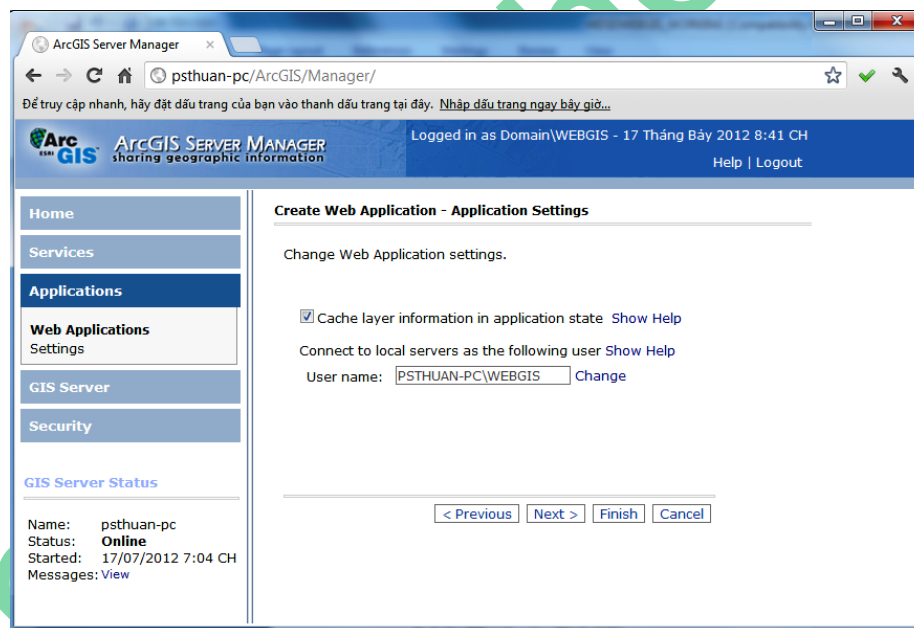 ArcGIS Server Manager
psthuan-pc/ArcGIS/Manager/
Để truy cập nhanh, hãy đặt dấu trang của bạn vào thanh dấu trang tại đây. Nhập dấu trang ngay bây giờ...
Arc GIS
ESRI
ARCGIS SERVER MANAGER
sharing geographic information
Logged in as Domain\WEBGIS - 17 Tháng Bảy 2012 8:41 CH
Help | Logout
Home
Services
Applications
Web Applications
Settings
GIS Server
Security
GIS Server Status
Name: psthuan-pc
Status: Online
Started: 17/07/2012 7:04 CH
Messages: View
Create Web Application - Application Settings
Change Web Application settings.
Cache layer information in application state Show Help
Connect to local servers as the following user Show Help
User name: PSTHUAN-PC\WEBGIS Change
< Previous Next > Finish Cancel